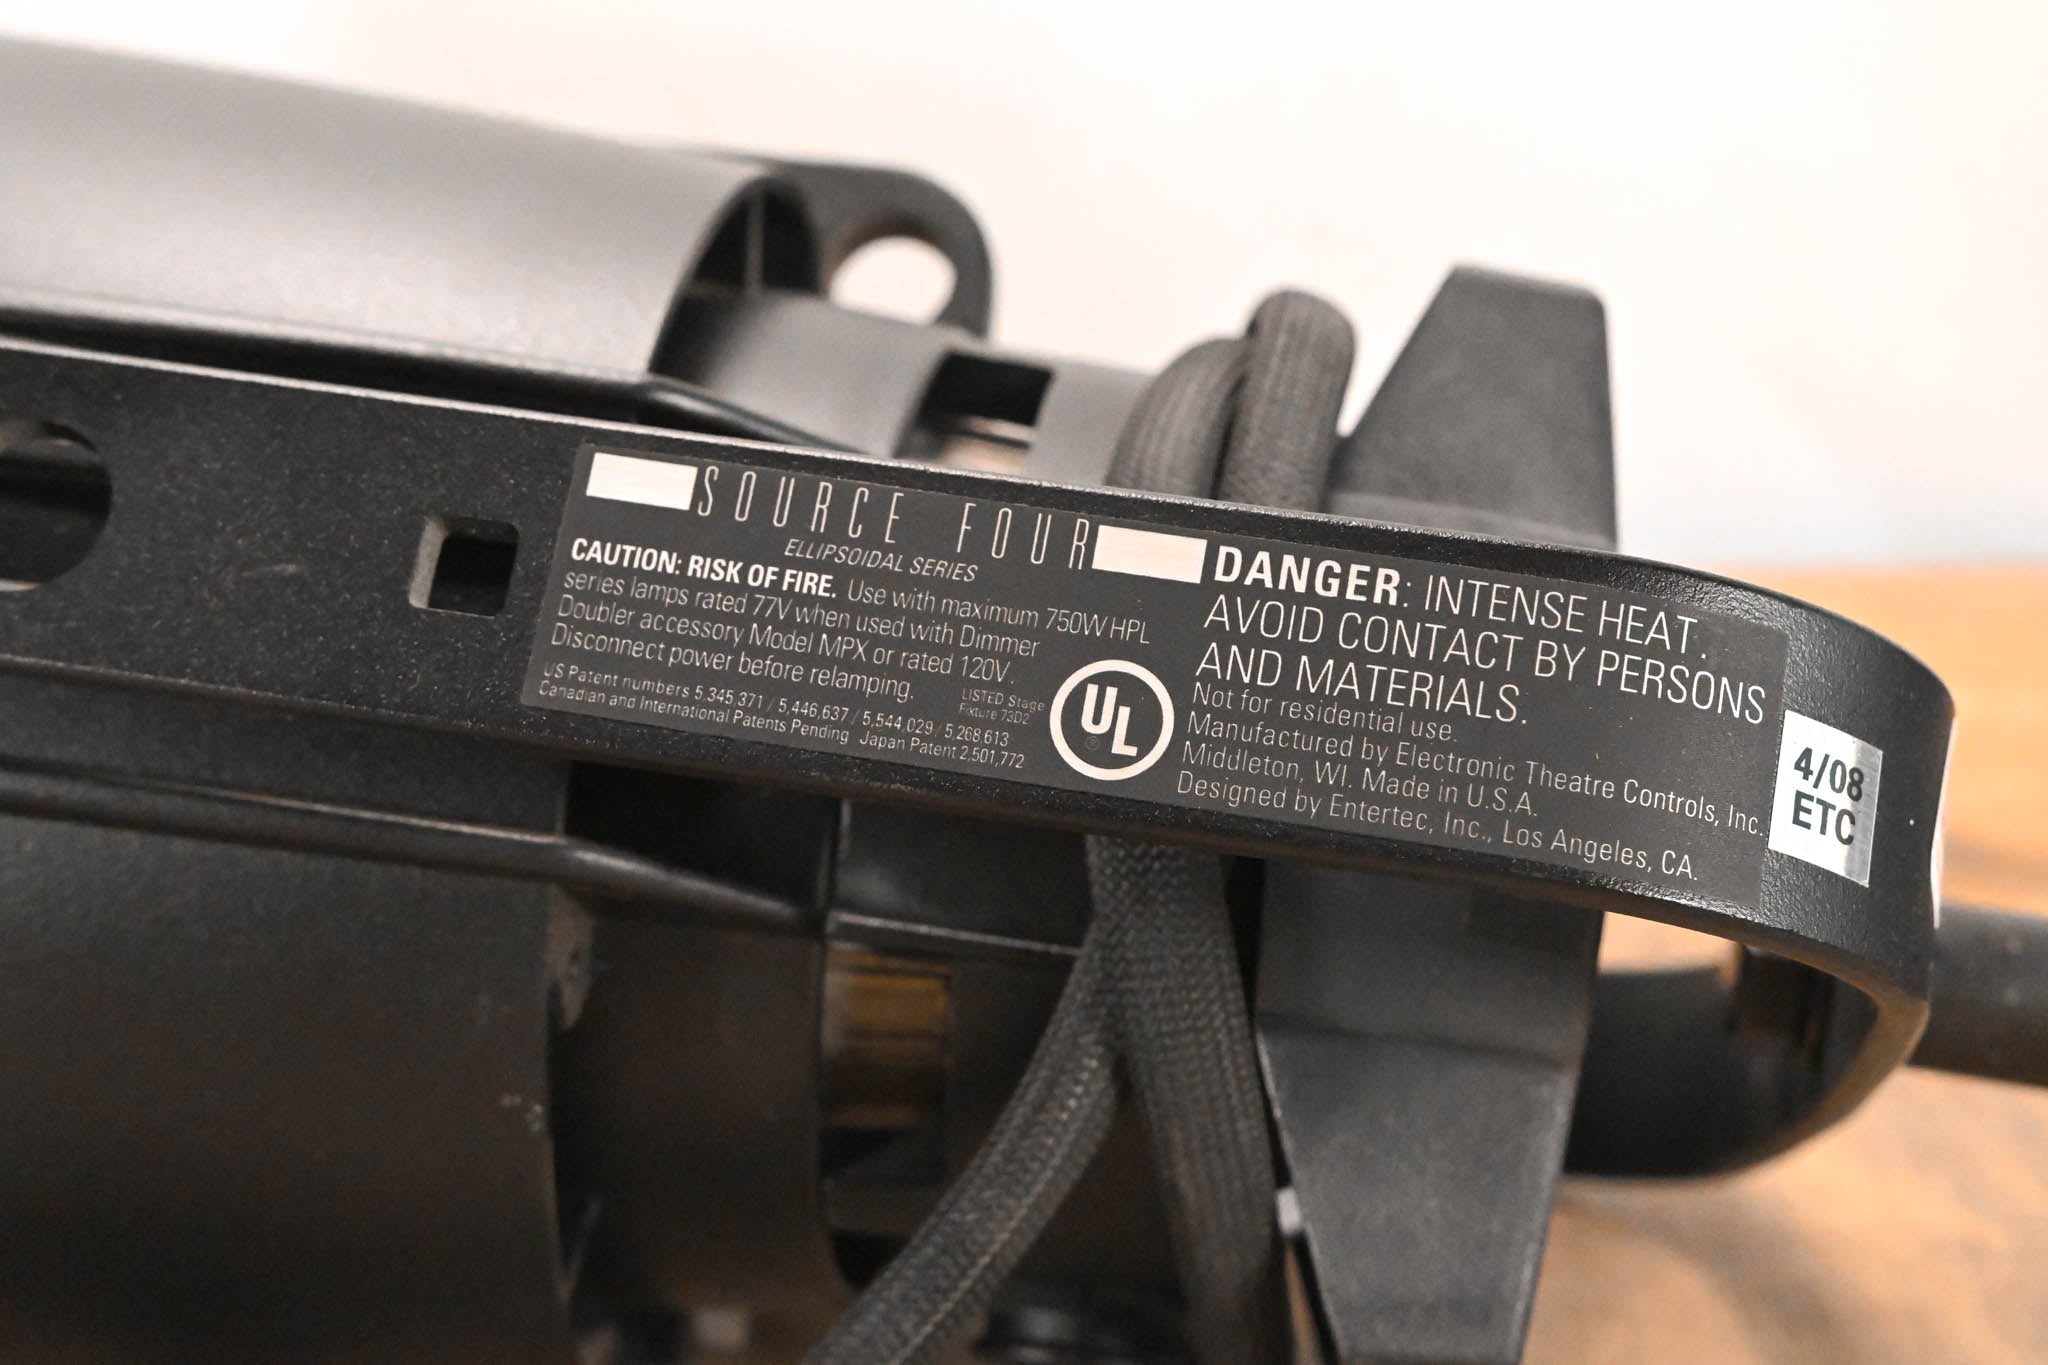 SOURCE FOUR
ELLIPSOIDAL SERIES
CAUTION: RISK OF FIRE. Use with maximum 750W HPL
series lamps rated 77V when used with Dimmer
Doubler accessory Model MPX or rated 120V.
Disconnect power before relamping.
US Patent numbers 5,345,371 / 5,446,637 / 5,544,029 / 5,268,613
Canadian and International Patents Pending Japan Patent 2,501,772
LISTED Stage
Fixture 73D2
UL
®
DANGER: INTENSE HEAT.
AVOID CONTACT BY PERSONS
AND MATERIALS.
Not for residential use.
Manufactured by Electronic Theatre Controls, Inc.
Middleton, WI. Made in U.S.A.
Designed by Entertec, Inc., Los Angeles, CA.
4/08
ETC